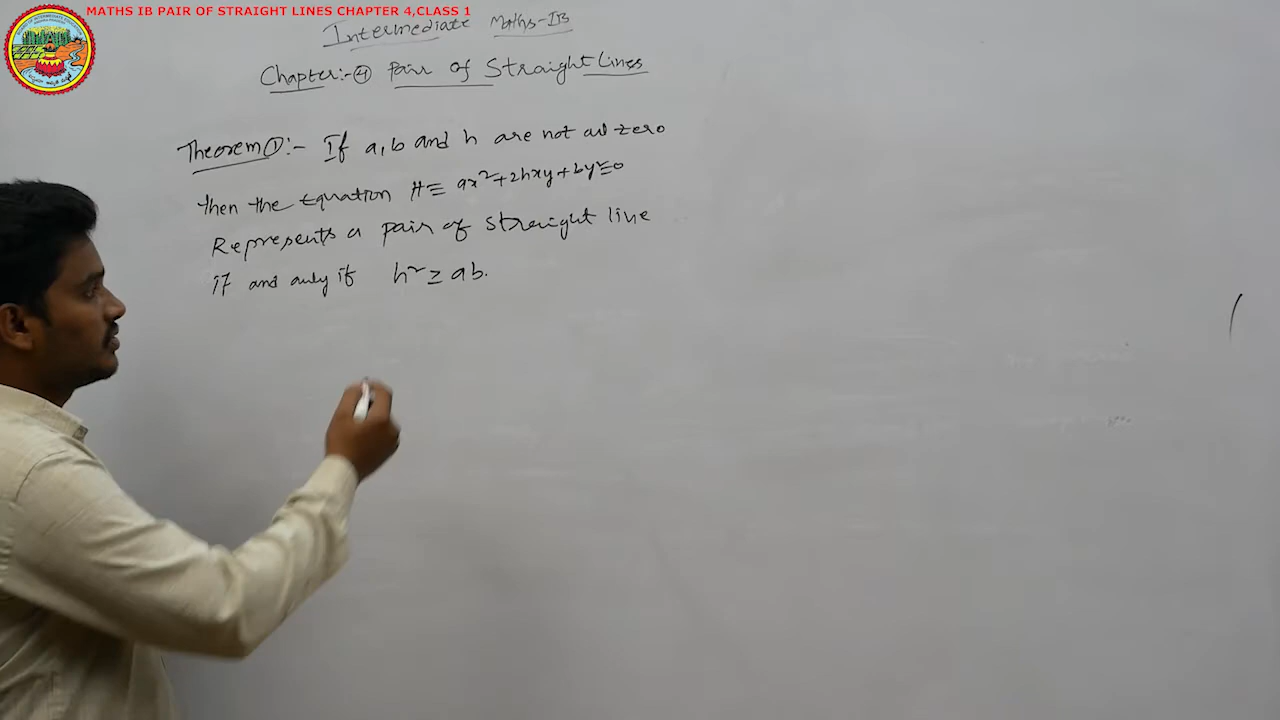 MATHS IB PAIR OF STRAIGHT LINES CHAPTER 4,CLASS 1
Intermediate Maths-IB
Chapter:-④ Pair of Straight Lines
Theorem①:- If a, b and h are not all zero
then the Equation H≡ ax²+2hxy+by²=0
Represents a pair of straight line
if and only if h² ≥ ab.